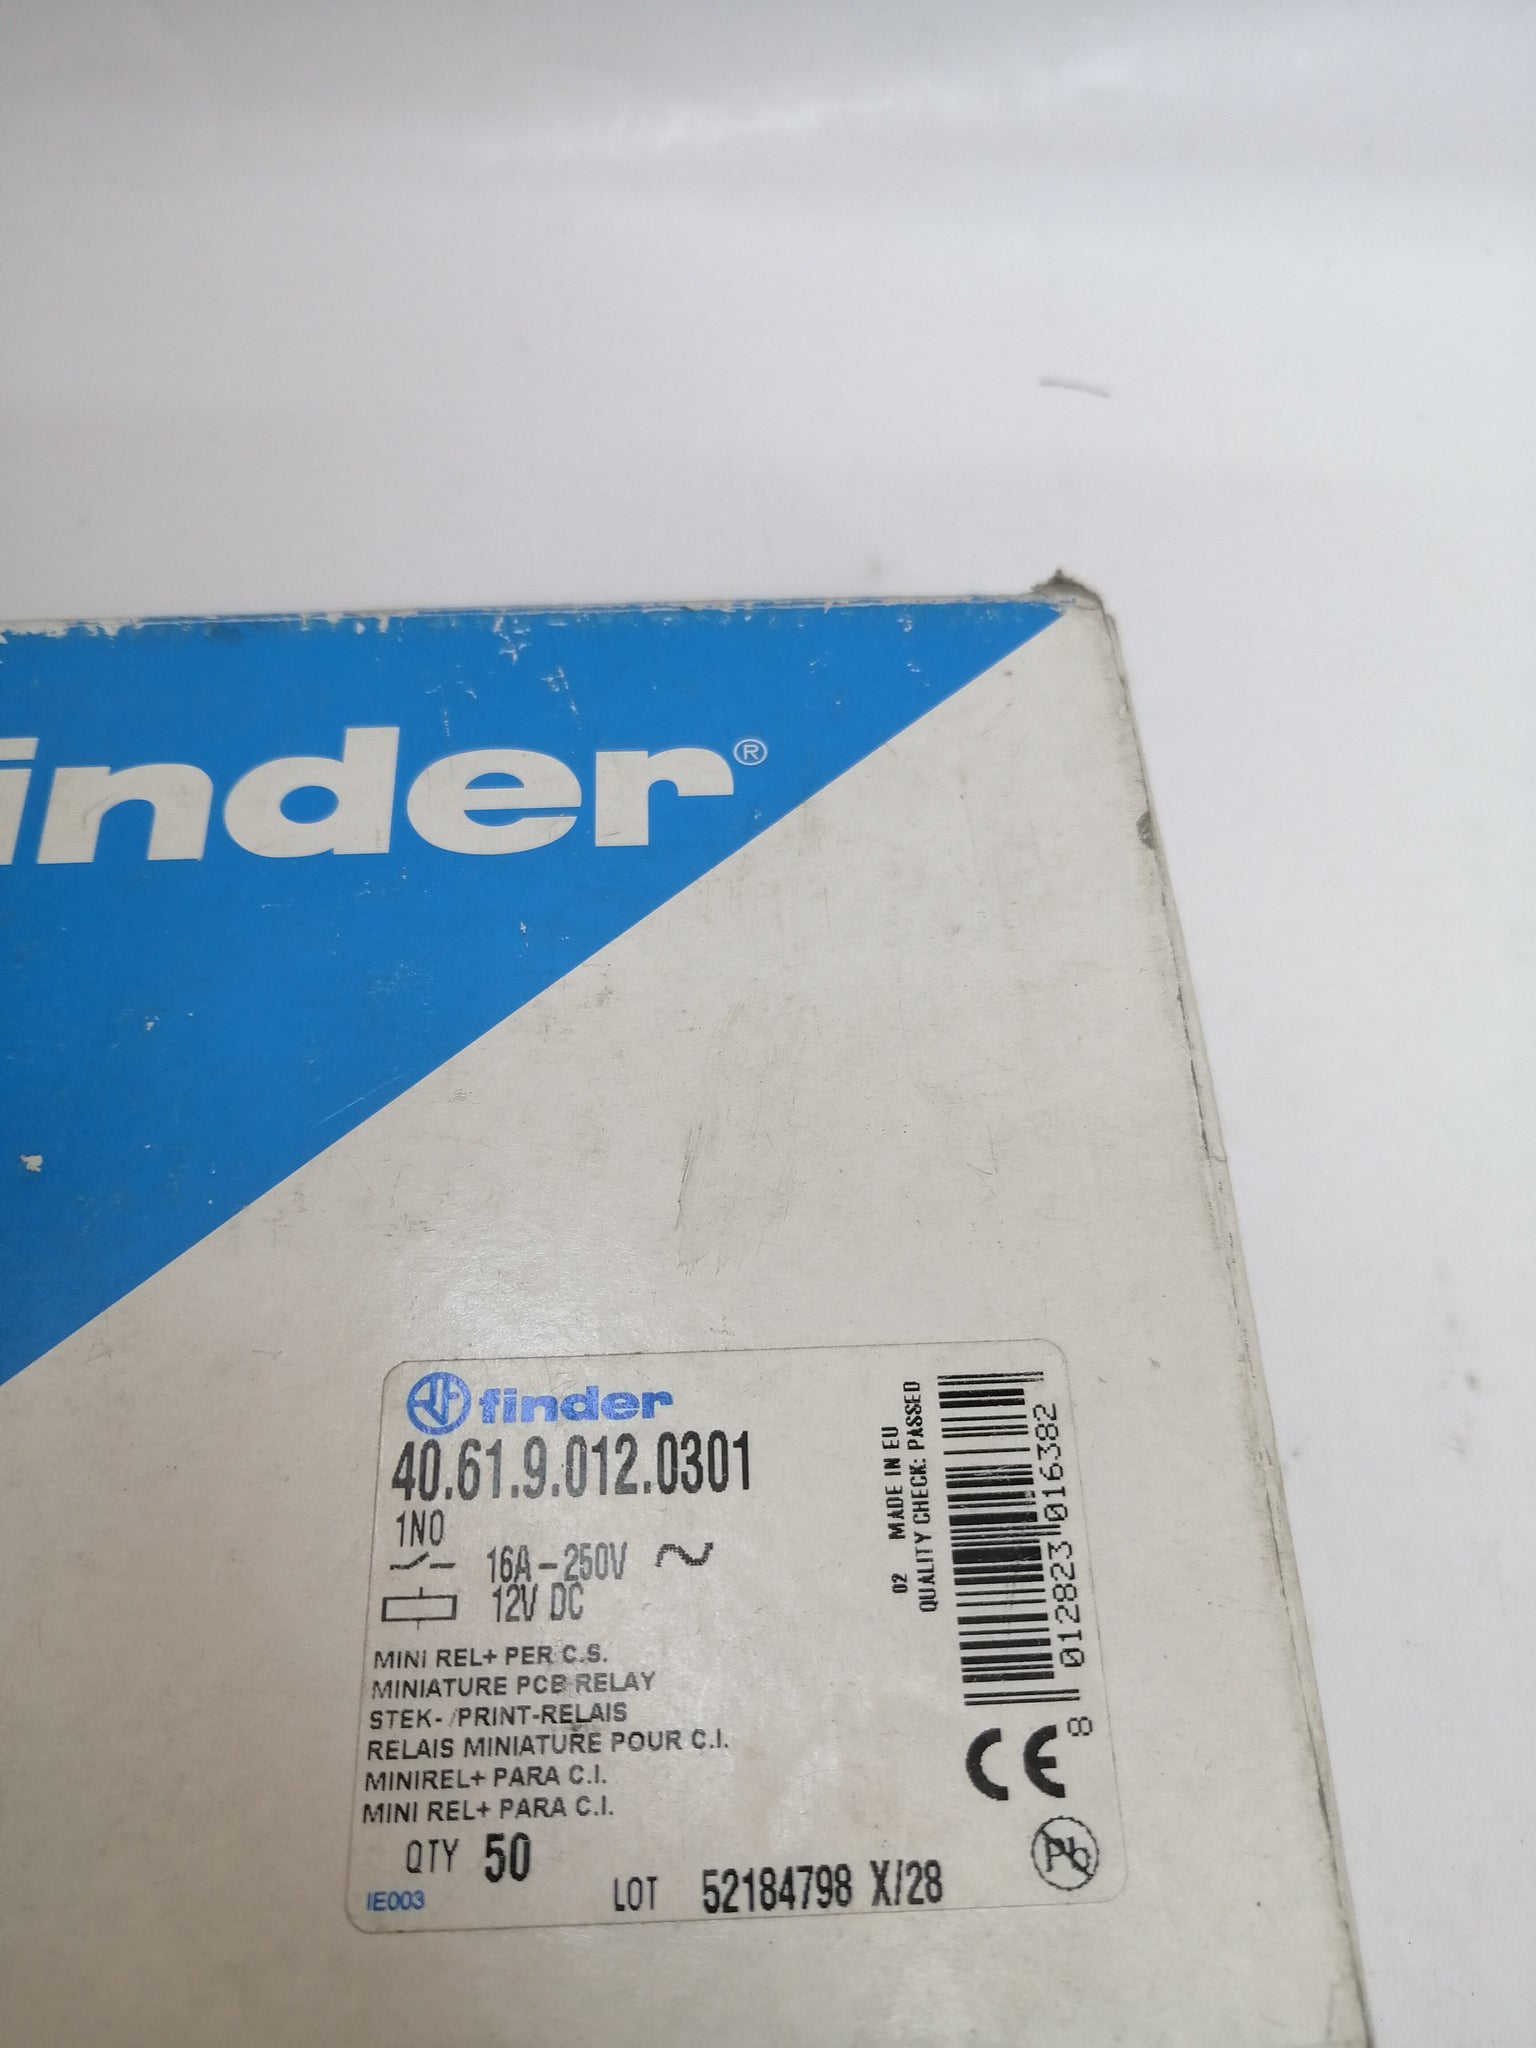 inder®
finder
40.61.9.012.0301
1NO
16A - 250V ~
12V DC
MINI REL+ PER C.S.
MINIATURE PCB RELAY
STEK- /PRINT-RELAIS
RELAIS MINIATURE POUR C.I.
MINIREL+ PARA C.I.
MINI REL+ PARA C.I.
QTY 50
IE003
LOT 52184798 X/28
02 MADE IN EU
QUALITY CHECK: PASSED
8 012823 016382
CE
Pb